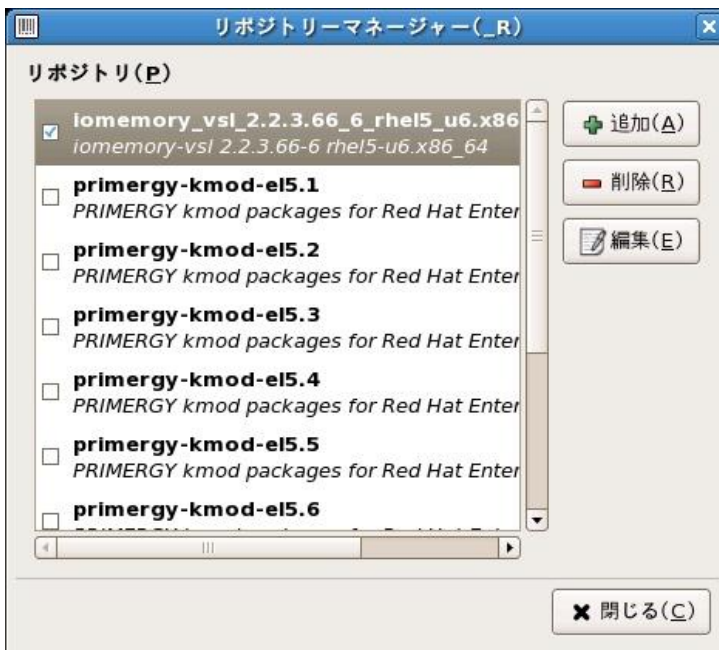 リポジトリーマネージャー(_R)
リポジトリ(P)
iomemory_vsl_2.2.3.66_6_rhel5_u6.x86
iomemory-vsl 2.2.3.66-6 rhel5-u6.x86_64
primergy-kmod-el5.1
PRIMERGY kmod packages for Red Hat Enter
primergy-kmod-el5.2
PRIMERGY kmod packages for Red Hat Enter
primergy-kmod-el5.3
PRIMERGY kmod packages for Red Hat Enter
primergy-kmod-el5.4
PRIMERGY kmod packages for Red Hat Enter
primergy-kmod-el5.5
PRIMERGY kmod packages for Red Hat Enter
primergy-kmod-el5.6
追加(A)
削除(R)
編集(E)
閉じる(C)